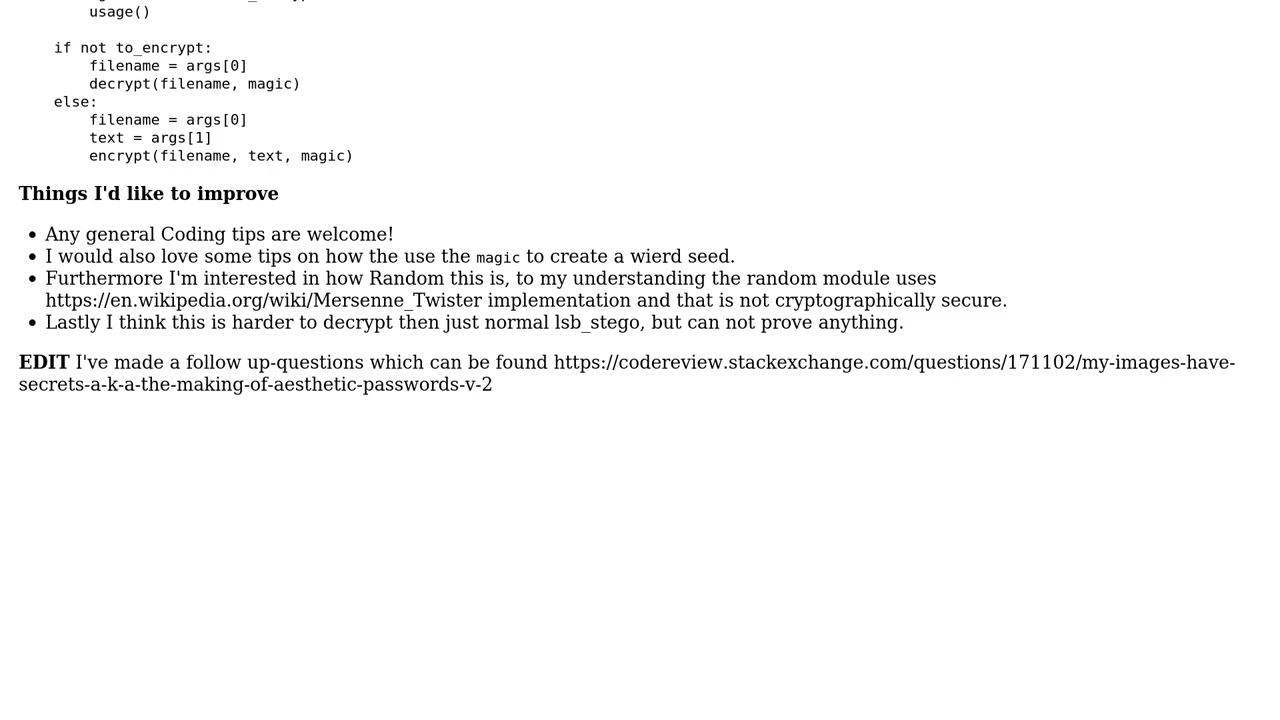 usage()
if not to_encrypt:
filename = args[0]
decrypt(filename, magic)
else:
filename = args[0]
text = args[1]
encrypt(filename, text, magic)
Things I'd like to improve
• Any general Coding tips are welcome!
• I would also love some tips on how the use the magic to create a wierd seed.
• Furthermore I'm interested in how Random this is, to my understanding the random module uses
https://en.wikipedia.org/wiki/Mersenne_Twister implementation and that is not cryptographically secure.
• Lastly I think this is harder to decrypt then just normal lsb_stego, but can not prove anything.
EDIT I've made a follow up-questions which can be found https://codereview.stackexchange.com/questions/171102/my-images-have-
secrets-a-k-a-the-making-of-aesthetic-passwords-v-2